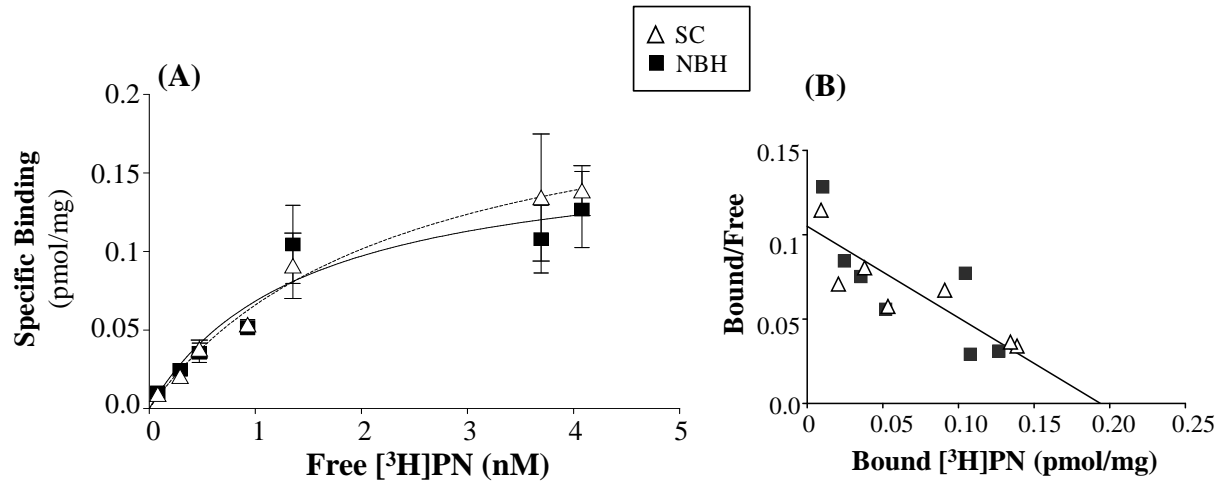 SC
NBH
(A)
0.2
0.15
0.1
0.05
0.0
0
1
2
3
4
5
Specific Binding
(pmol/mg)
Free [³H]PN (nM)
(B)
0.15
0.1
0.05
0
0.00
0.05
0.10
0.15
0.20
0.25
Bound/Free
Bound [³H]PN (pmol/mg)